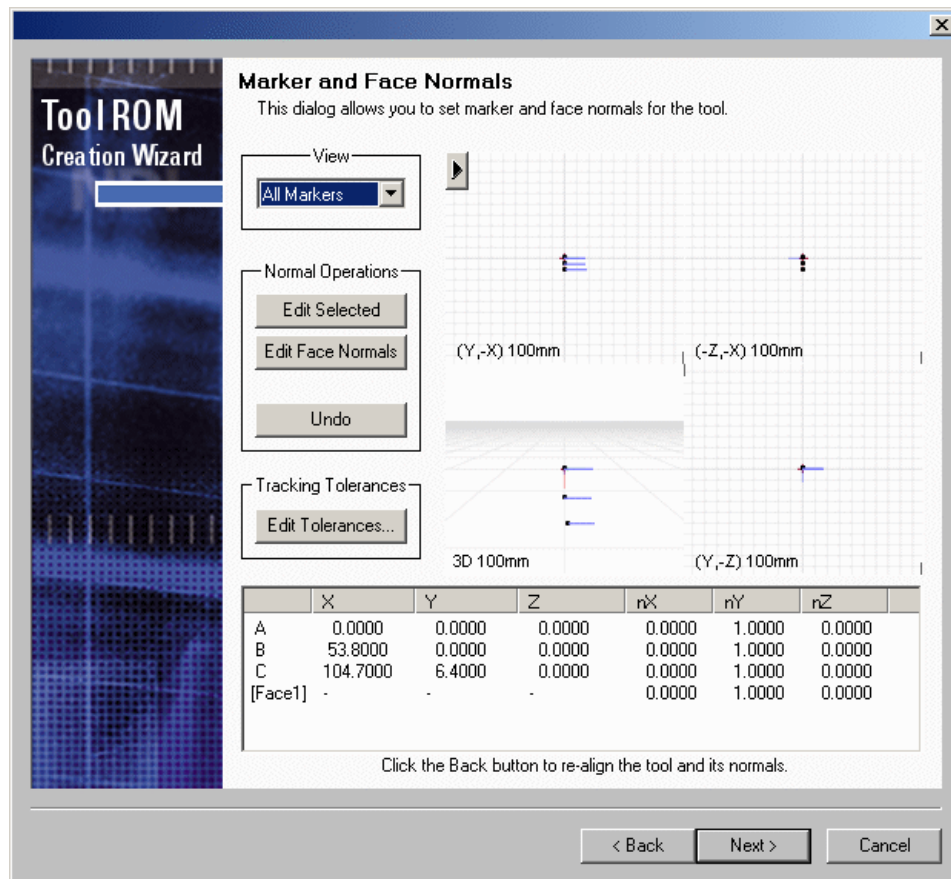 Tool ROM
Creation Wizard
Marker and Face Normals
This dialog allows you to set marker and face normals for the tool.
View
All Markers
Normal Operations
Edit Selected
Edit Face Normals
Undo
Tracking Tolerances
Edit Tolerances...
(Y,-X) 100mm
(-Z,-X) 100mm
3D 100mm
(Y,-Z) 100mm
X Y Z nX nY nZ
A 0.0000 0.0000 0.0000 0.0000 1.0000 0.0000
B 53.8000 0.0000 0.0000 0.0000 1.0000 0.0000
C 104.7000 6.4000 0.0000 0.0000 1.0000 0.0000
[Face1] - - - 0.0000 1.0000 0.0000
Click the Back button to re-align the tool and its normals.
< Back
Next >
Cancel